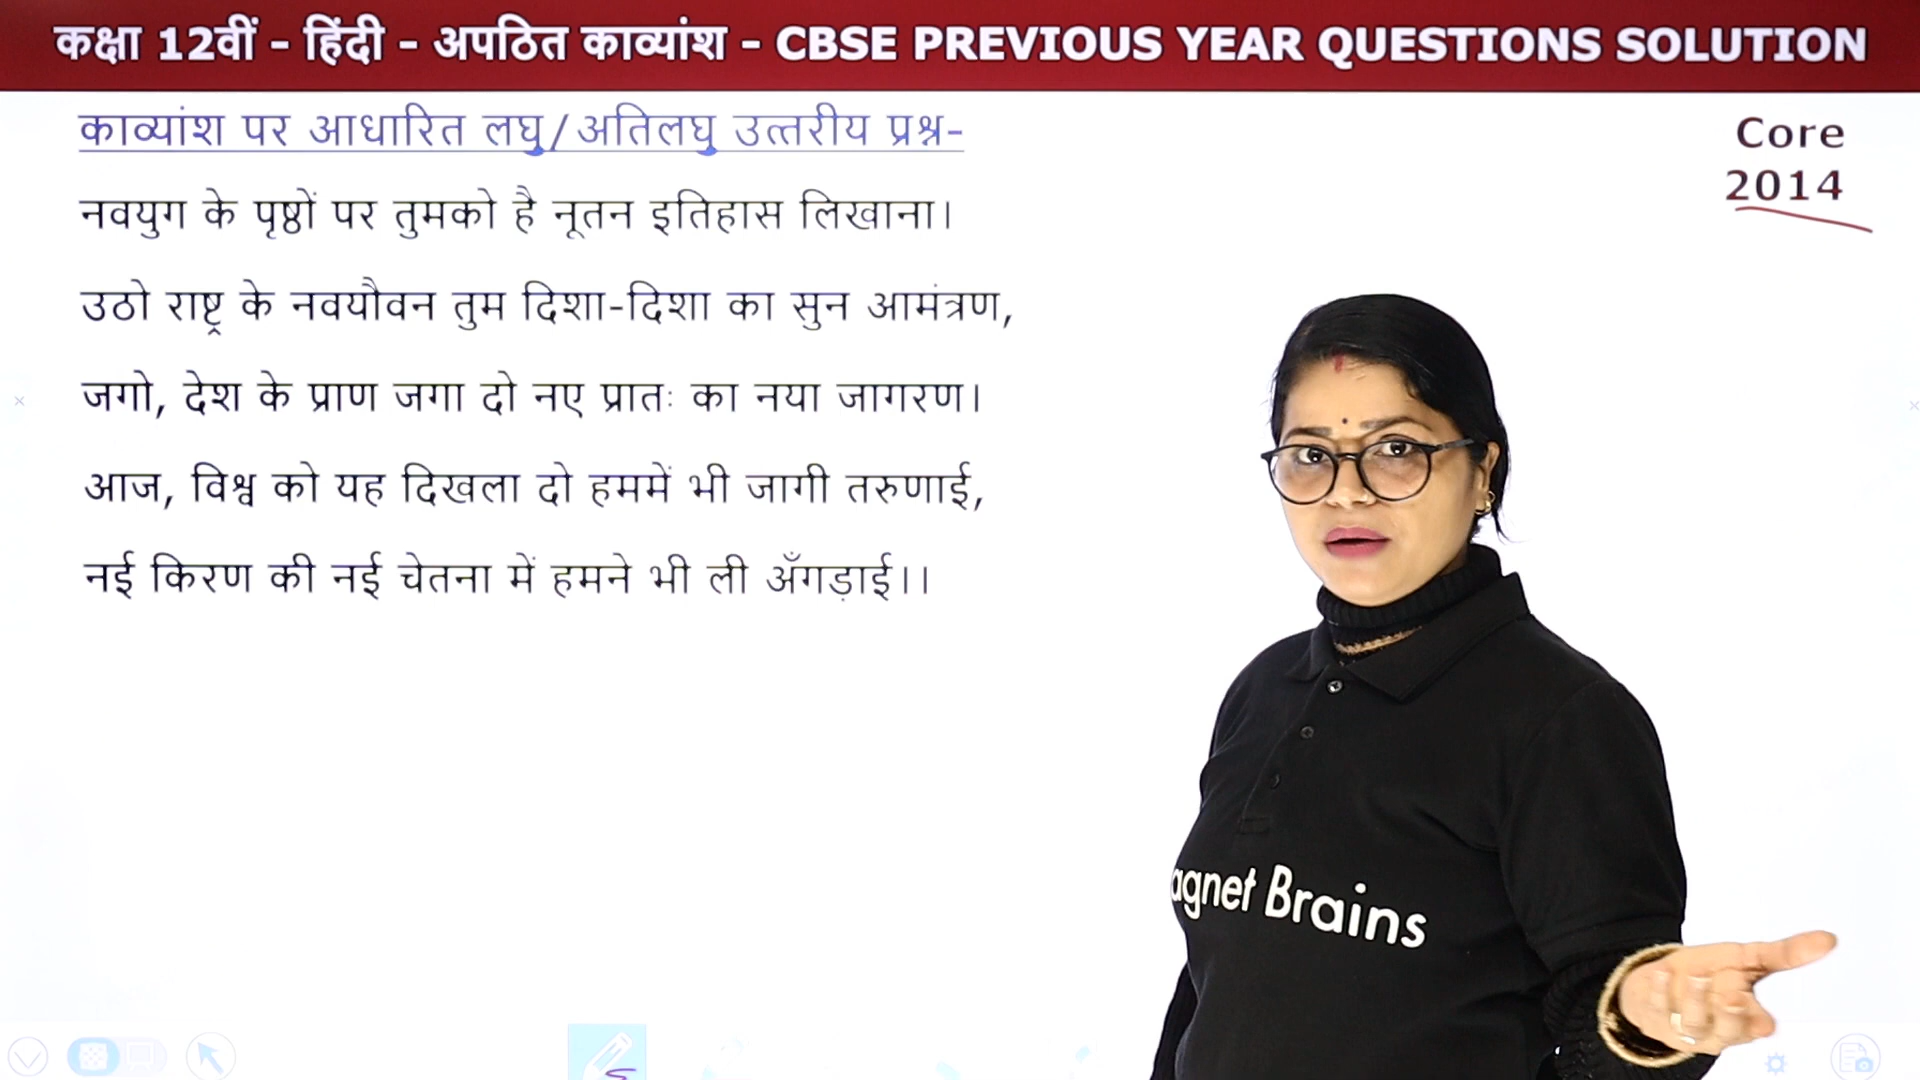 कक्षा 12वीं - हिंदी - अपठित काव्यांश - CBSE PREVIOUS YEAR QUESTIONS SOLUTION
काव्यांश पर आधारित लघु/अतिलघु उत्तरीय प्रश्न-
Core
2014
नवयुग के पृष्ठों पर तुमको है नूतन इतिहास लिखाना।
उठो राष्ट्र के नवयौवन तुम दिशा-दिशा का सुन आमंत्रण,
जगो, देश के प्राण जगा दो नए प्रातः का नया जागरण।
आज, विश्व को यह दिखला दो हममें भी जागी तरुणाई,
नई किरण की नई चेतना में हमने भी ली अँगड़ाई।।
agnet Brains